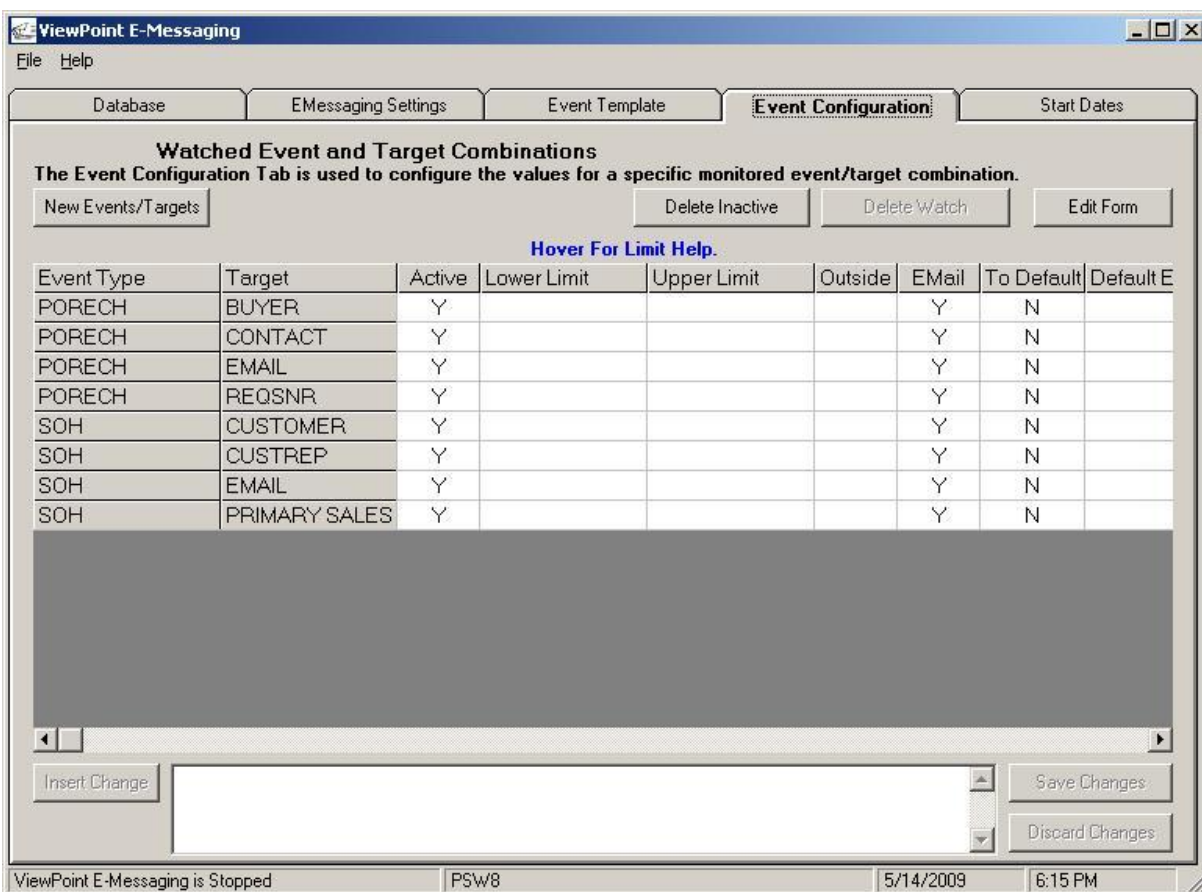 ViewPoint E-Messaging
File Help
Database EMessaging Settings Event Template Event Configuration Start Dates
Watched Event and Target Combinations
The Event Configuration Tab is used to configure the values for a specific monitored event/target combination.
New Events/Targets Delete Inactive Delete Watch Edit Form
Hover For Limit Help.
Event Type Target Active Lower Limit Upper Limit Outside EMail To Default Default E
PORECH BUYER Y Y N
PORECH CONTACT Y Y N
PORECH EMAIL Y Y N
PORECH REQSNR Y Y N
SOH CUSTOMER Y Y N
SOH CUSTREP Y Y N
SOH EMAIL Y Y N
SOH PRIMARY SALES Y Y N
Insert Change Save Changes
Discard Changes
ViewPoint E-Messaging is Stopped PSW8 5/14/2009 6:15 PM